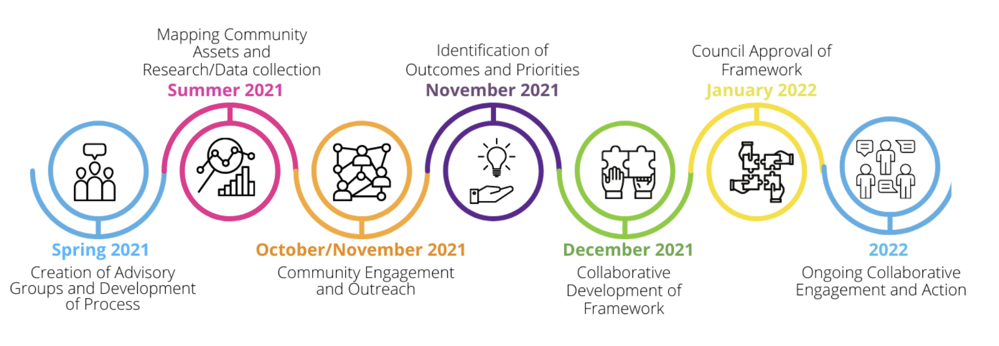 Mapping Community
Assets and
Research/Data collection
Summer 2021
Identification of
Outcomes and Priorities
November 2021
Council Approval of
Framework
January 2022
Spring 2021
Creation of Advisory
Groups and Development
of Process
October/November 2021
Community Engagement
and Outreach
December 2021
Collaborative
Development of
Framework
2022
Ongoing Collaborative
Engagement and Action